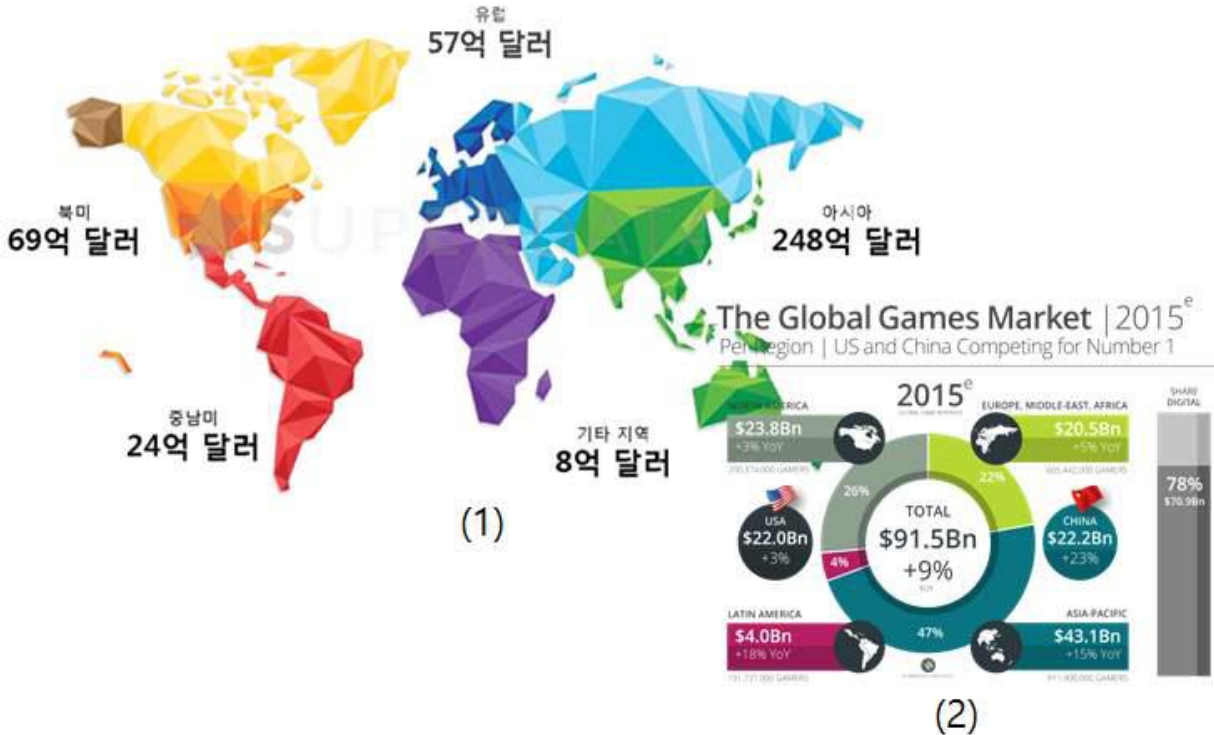 유럽
57억 달러
북미
69억 달러
아시아
248억 달러
SUPERDATA
중남미
24억 달러
기타 지역
8억 달러
(1)
The Global Games Market | 2015e
Per Region | US and China Competing for Number 1
2015e
NORTH AMERICA
$23.8Bn
+3% YoY
EUROPE, MIDDLE-EAST, AFRICA
$20.5Bn
+5% YoY
SHARE
DIGITAL
78%
$70.9Bn
26%
22%
4%
47%
USA
$22.0Bn
+3%
TOTAL
$91.5Bn
+9%
YOY
CHINA
$22.2Bn
+23%
LATIN AMERICA
$4.0Bn
+18% YoY
ASIA-PACIFIC
$43.1Bn
+15% YoY
(2)